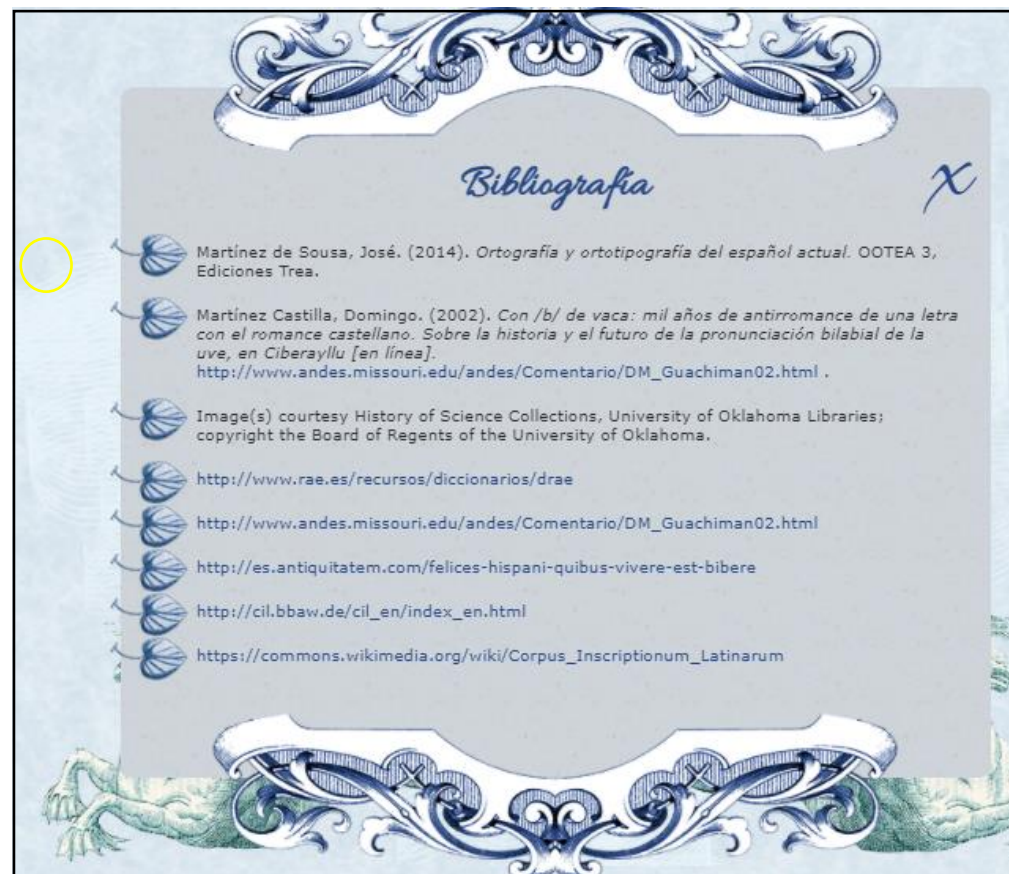 Bibliografía
X
Martínez de Sousa, José. (2014). Ortografía y ortotipografía del español actual. OOTEA 3,
Ediciones Trea.
Martínez Castilla, Domingo. (2002). Con /b/ de vaca: mil años de antirromance de una letra
con el romance castellano. Sobre la historia y el futuro de la pronunciación bilabial de la
uve, en Ciberayllu [en línea].
http://www.andes.missouri.edu/andes/Comentario/DM_Guachiman02.html .
Image(s) courtesy History of Science Collections, University of Oklahoma Libraries;
copyright the Board of Regents of the University of Oklahoma.
http://www.rae.es/recursos/diccionarios/drae
http://www.andes.missouri.edu/andes/Comentario/DM_Guachiman02.html
http://es.antiquitatem.com/felices-hispani-quibus-vivere-est-bibere
http://cil.bbaw.de/cil_en/index_en.html
https://commons.wikimedia.org/wiki/Corpus_Inscriptionum_Latinarum